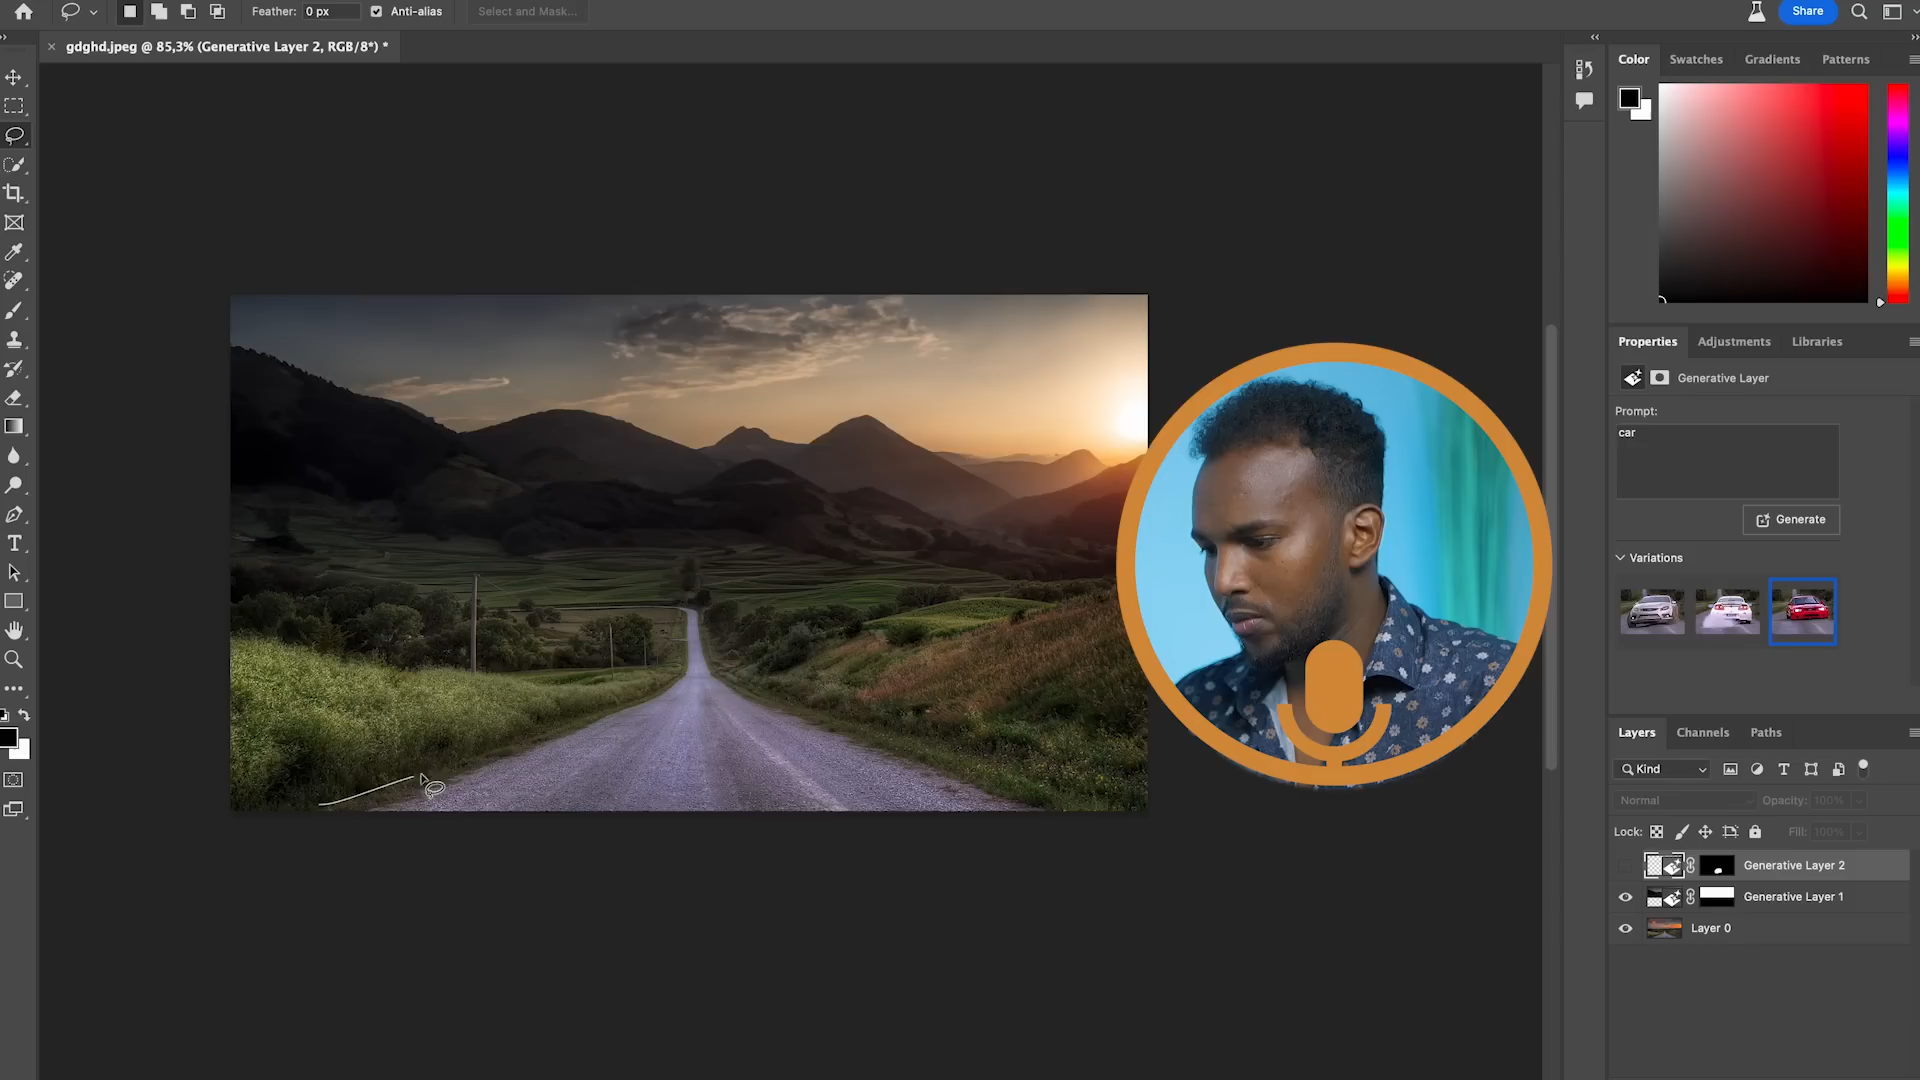 Feather: 0 px Anti-alias Select and Mask... Share
gdghd.jpeg @ 85,3% (Generative Layer 2, RGB/8*) *
Color Swatches Gradients Patterns
Properties Adjustments Libraries
Generative Layer
Prompt:
car
Generate
Variations
Layers Channels Paths
Kind
Normal Opacity: 100%
Lock: Fill: 100%
Generative Layer 2
Generative Layer 1
Layer 0